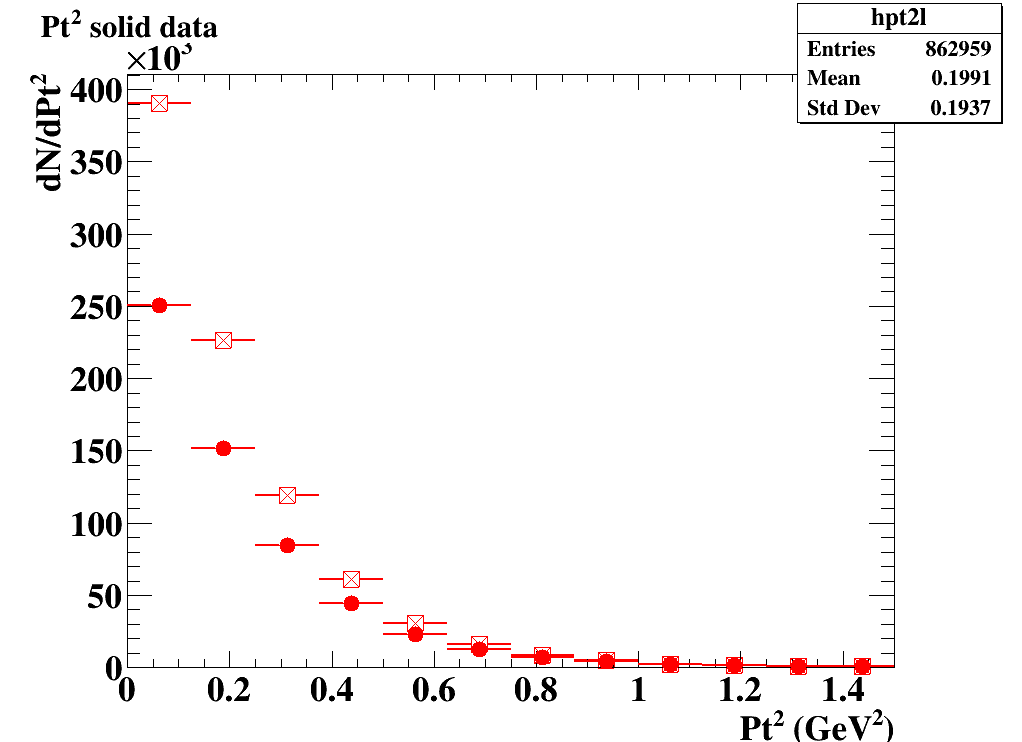 Pt² solid data
×10³
hpt2l
Entries 862959
Mean 0.1991
Std Dev 0.1937
dN/dPt²
400
350
300
250
200
150
100
50
0
0 0.2 0.4 0.6 0.8 1 1.2 1.4
Pt² (GeV²)